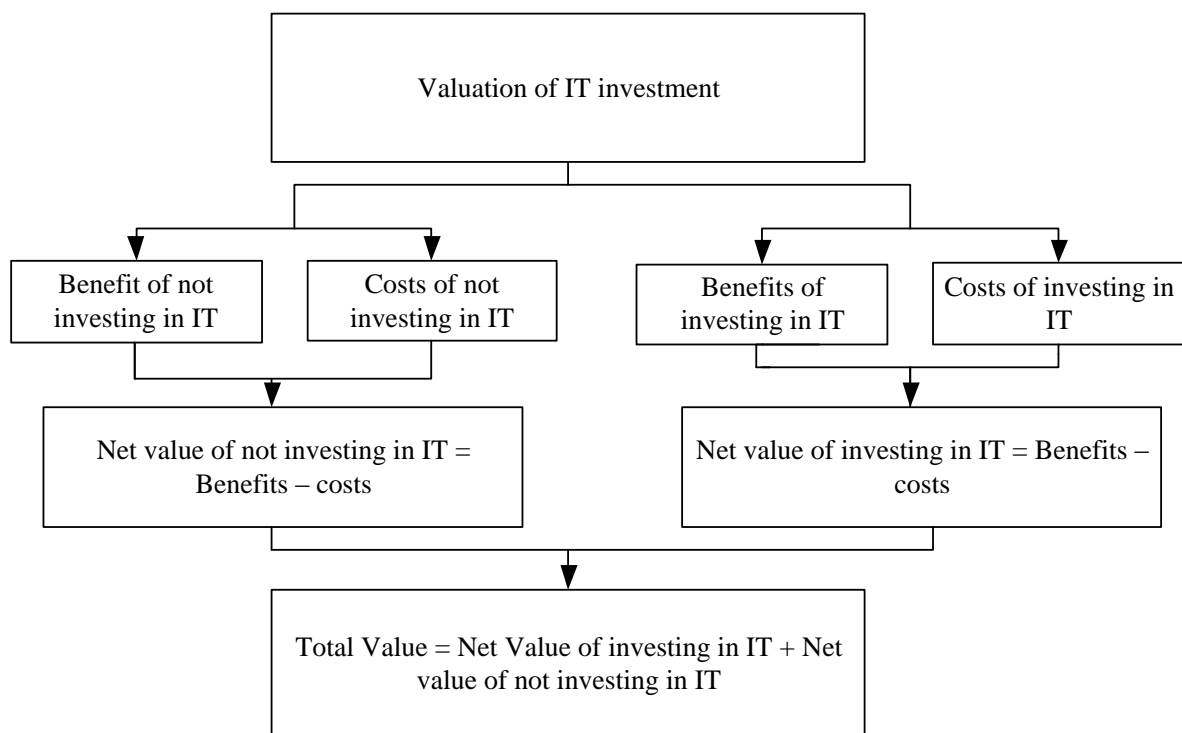 Valuation of IT investment
Benefit of not
investing in IT
Costs of not
investing in IT
Benefits of
investing in IT
Costs of investing in
IT
Net value of not investing in IT =
Benefits – costs
Net value of investing in IT = Benefits –
costs
Total Value = Net Value of investing in IT + Net
value of not investing in IT